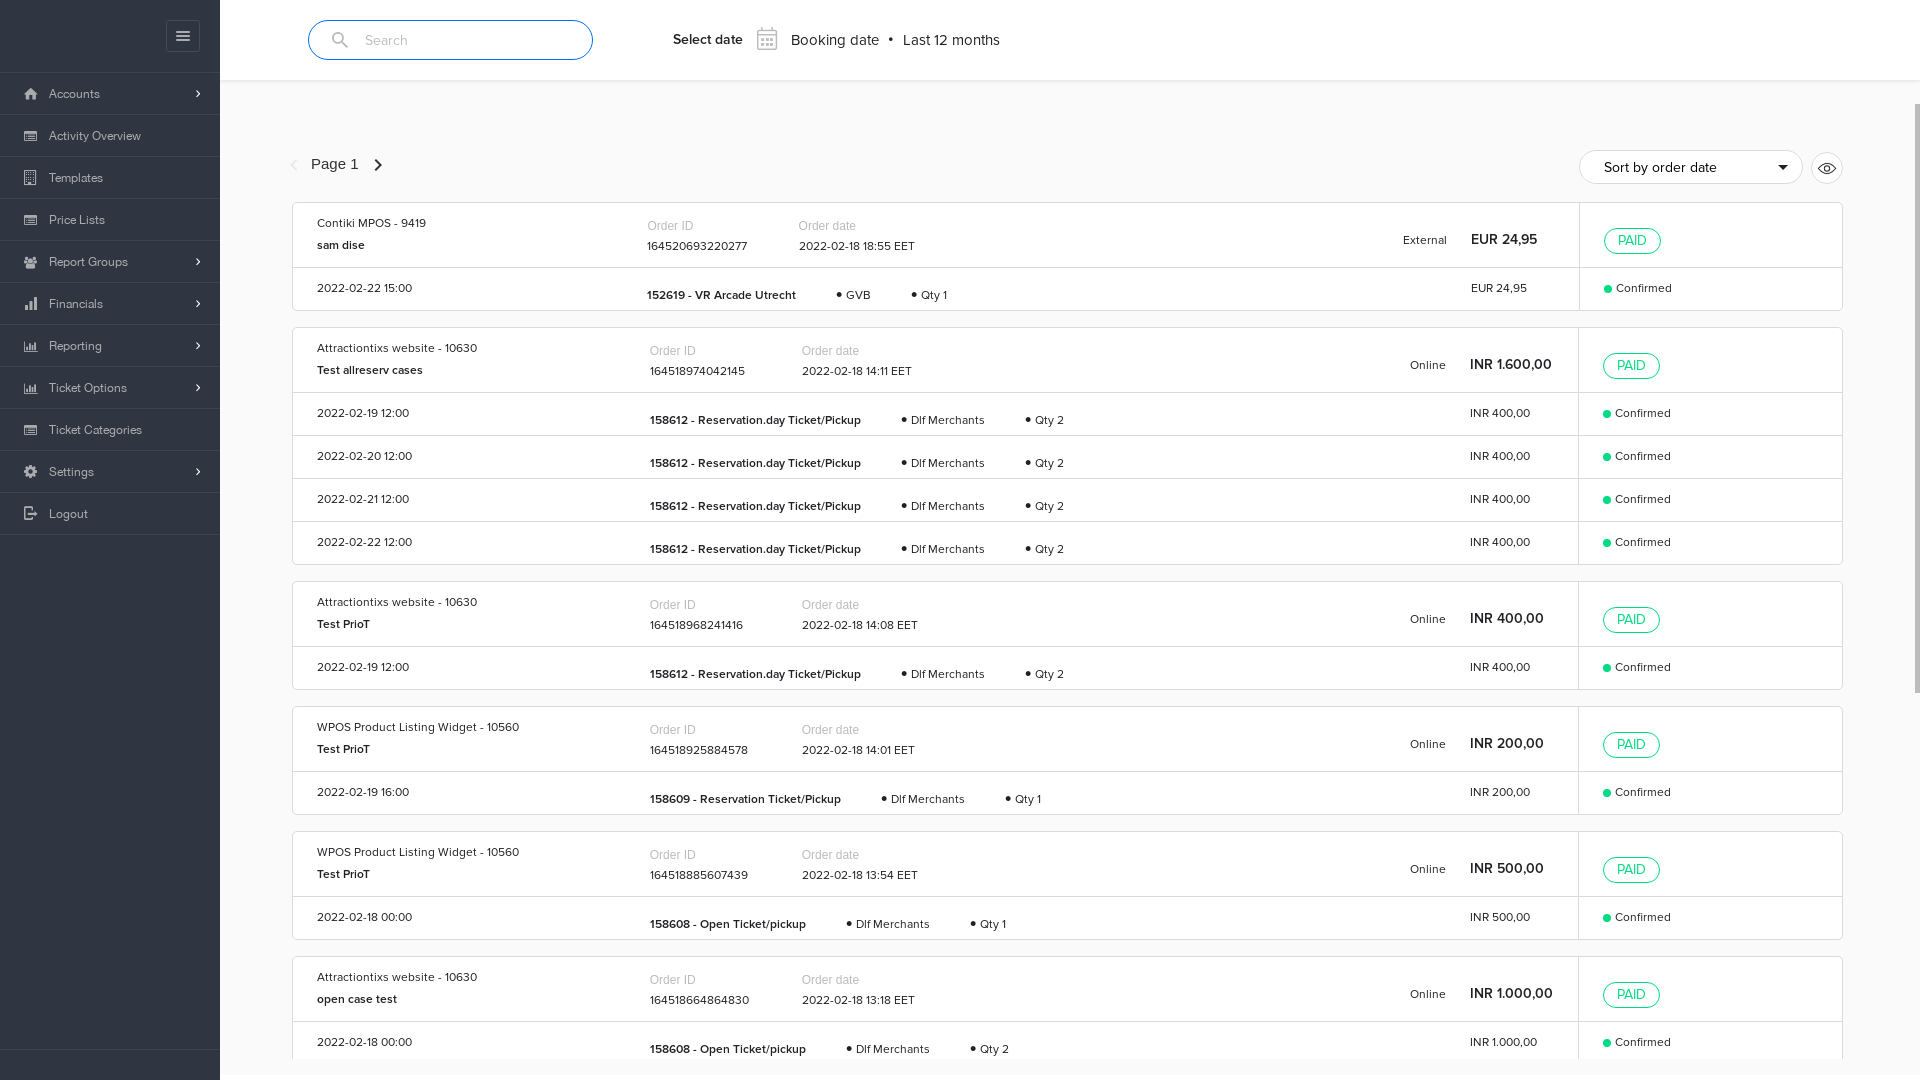 Search
Select date
Booking date • Last 12 months
Accounts
Activity Overview
Templates
Price Lists
Report Groups
Financials
Reporting
Ticket Options
Ticket Categories
Settings
Logout
Page 1
Sort by order date
Contiki MPOS - 9419
sam dise
Order ID
164520693220277
Order date
2022-02-18 18:55 EET
External
EUR 24,95
PAID
2022-02-22 15:00
152619 - VR Arcade Utrecht • GVB • Qty 1
EUR 24,95
Confirmed
Attractiontixs website - 10630
Test allreserv cases
Order ID
164518974042145
Order date
2022-02-18 14:11 EET
Online
INR 1.600,00
PAID
2022-02-19 12:00
158612 - Reservation.day Ticket/Pickup • Dlf Merchants • Qty 2
INR 400,00
Confirmed
2022-02-20 12:00
158612 - Reservation.day Ticket/Pickup • Dlf Merchants • Qty 2
INR 400,00
Confirmed
2022-02-21 12:00
158612 - Reservation.day Ticket/Pickup • Dlf Merchants • Qty 2
INR 400,00
Confirmed
2022-02-22 12:00
158612 - Reservation.day Ticket/Pickup • Dlf Merchants • Qty 2
INR 400,00
Confirmed
Attractiontixs website - 10630
Test PrioT
Order ID
164518968241416
Order date
2022-02-18 14:08 EET
Online
INR 400,00
PAID
2022-02-19 12:00
158612 - Reservation.day Ticket/Pickup • Dlf Merchants • Qty 2
INR 400,00
Confirmed
WPOS Product Listing Widget - 10560
Test PrioT
Order ID
164518925884578
Order date
2022-02-18 14:01 EET
Online
INR 200,00
PAID
2022-02-19 16:00
158609 - Reservation Ticket/Pickup • Dlf Merchants • Qty 1
INR 200,00
Confirmed
WPOS Product Listing Widget - 10560
Test PrioT
Order ID
164518885607439
Order date
2022-02-18 13:54 EET
Online
INR 500,00
PAID
2022-02-18 00:00
158608 - Open Ticket/pickup • Dlf Merchants • Qty 1
INR 500,00
Confirmed
Attractiontixs website - 10630
open case test
Order ID
164518664864830
Order date
2022-02-18 13:18 EET
Online
INR 1.000,00
PAID
2022-02-18 00:00
158608 - Open Ticket/pickup • Dlf Merchants • Qty 2
INR 1.000,00
Confirmed